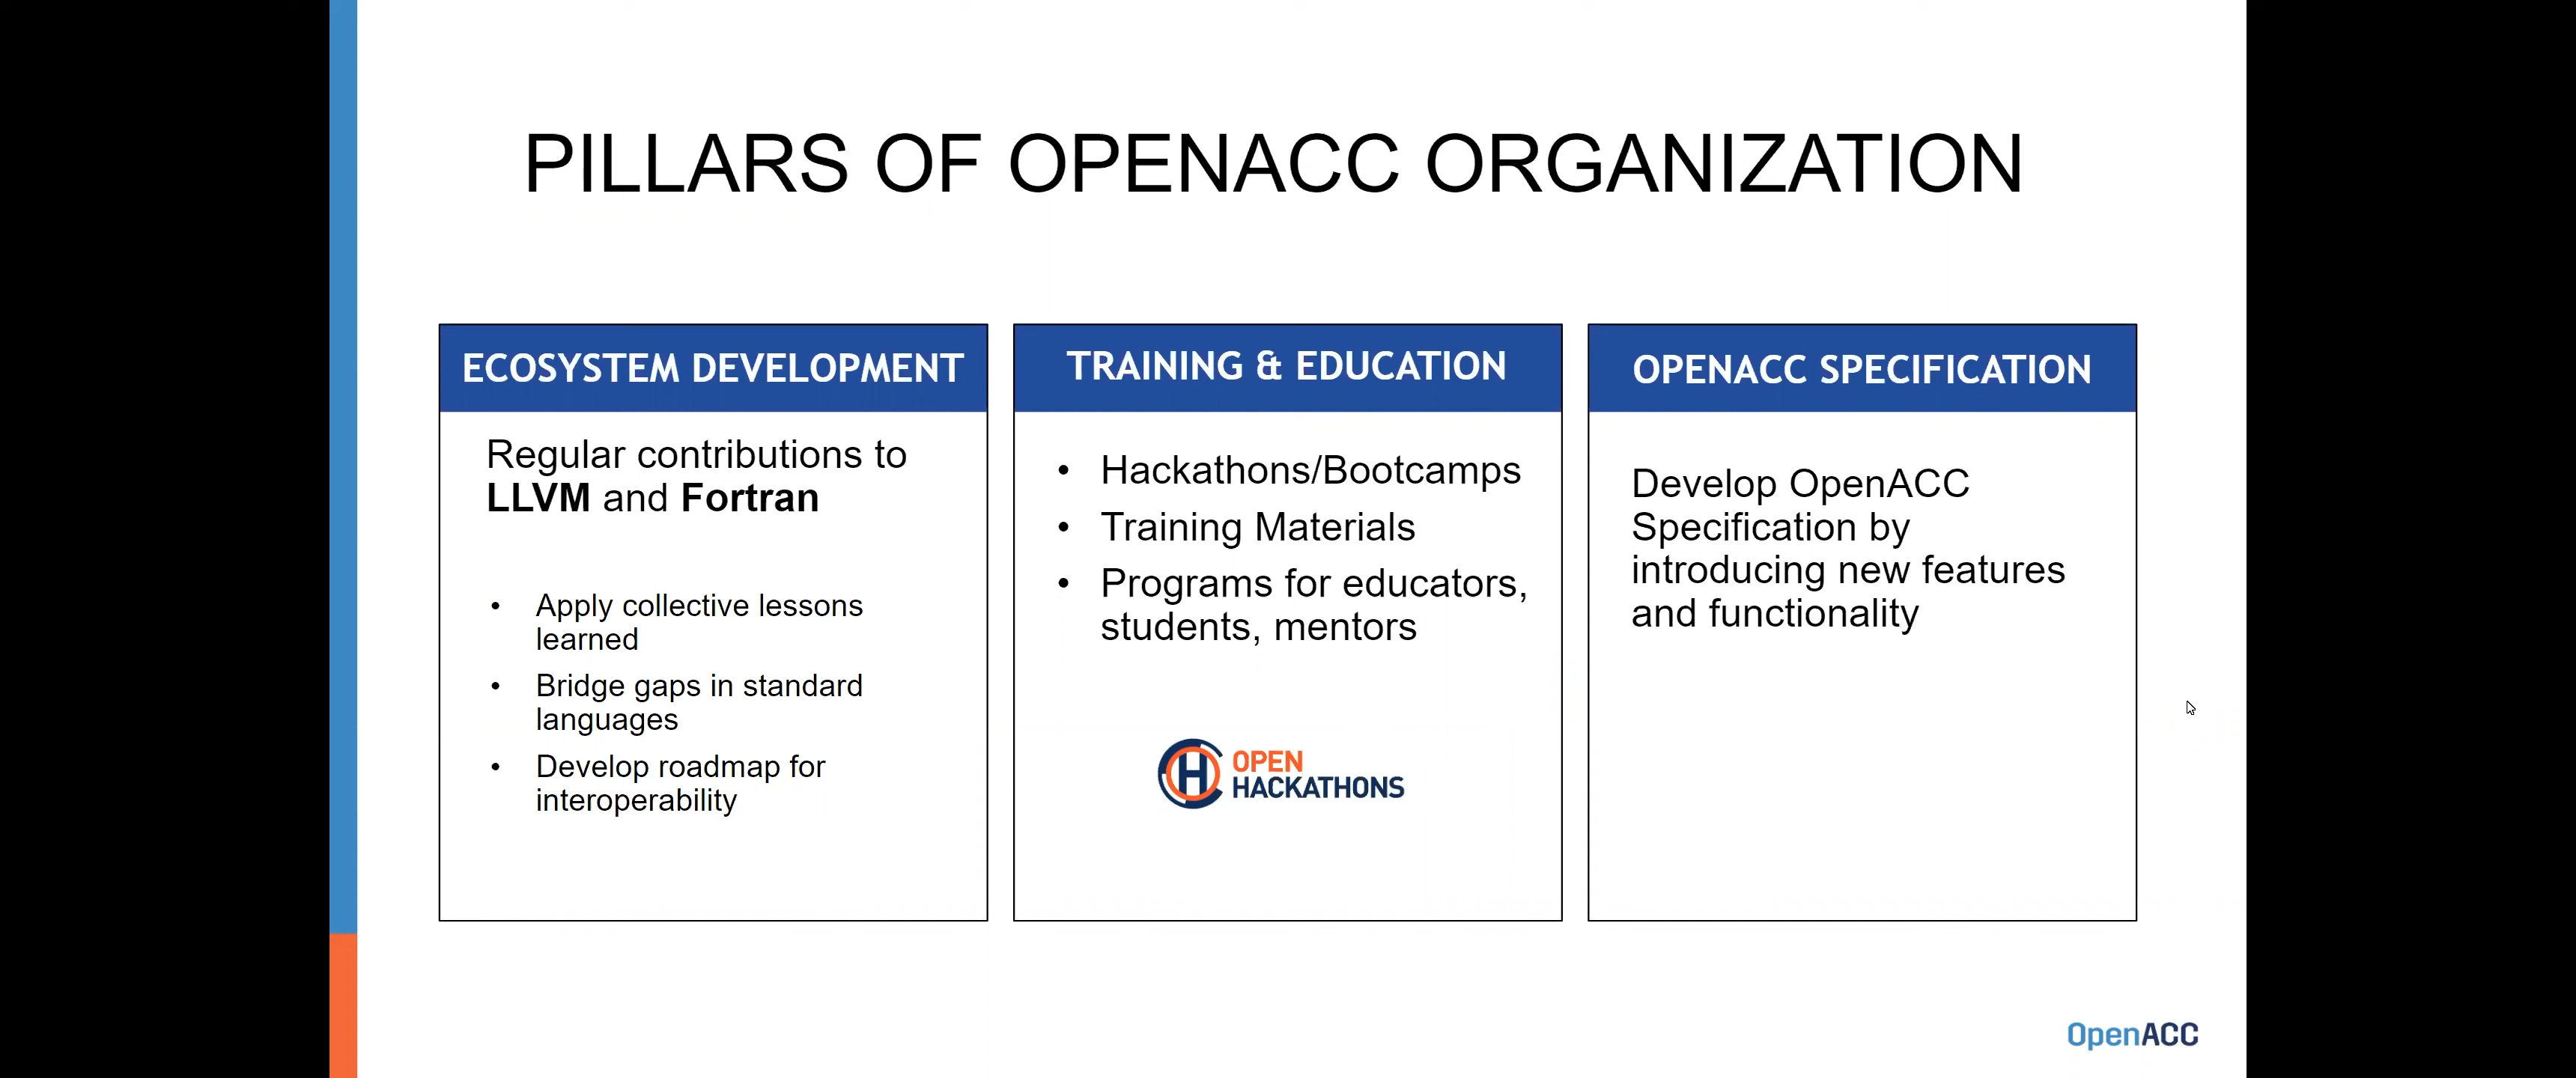 PILLARS OF OPENACC ORGANIZATION
ECOSYSTEM DEVELOPMENT
Regular contributions to
LLVM and Fortran
• Apply collective lessons
learned
• Bridge gaps in standard
languages
• Develop roadmap for
interoperability
TRAINING & EDUCATION
• Hackathons/Bootcamps
• Training Materials
• Programs for educators,
students, mentors
OPEN
HACKATHONS
OPENACC SPECIFICATION
Develop OpenACC
Specification by
introducing new features
and functionality
OpenACC